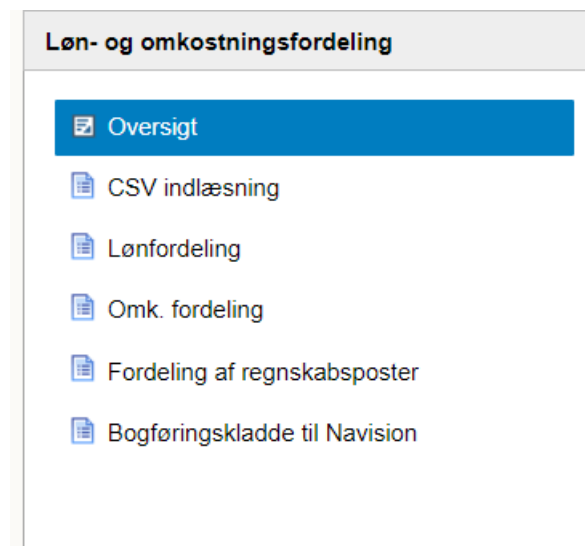 Løn- og omkostningsfordeling
Oversigt
CSV indlæsning
Lønfordeling
Omk. fordeling
Fordeling af regnskabsposter
Bogføringskladde til Navision